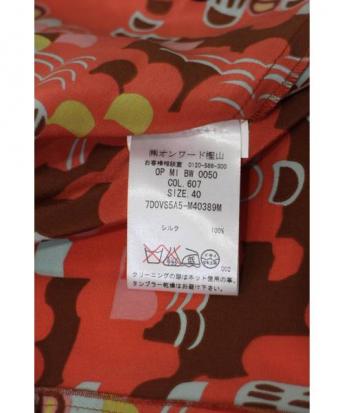 ㈱オンワード樫山
お客様相談室 0120-586-300
OP MI BW 0050
COL.607
SIZE.40
7D0VS5A5-M40389M
シルク 100%
002
クリーニングの際はネット使用の事
タンブラー乾燥はお避け下さい。